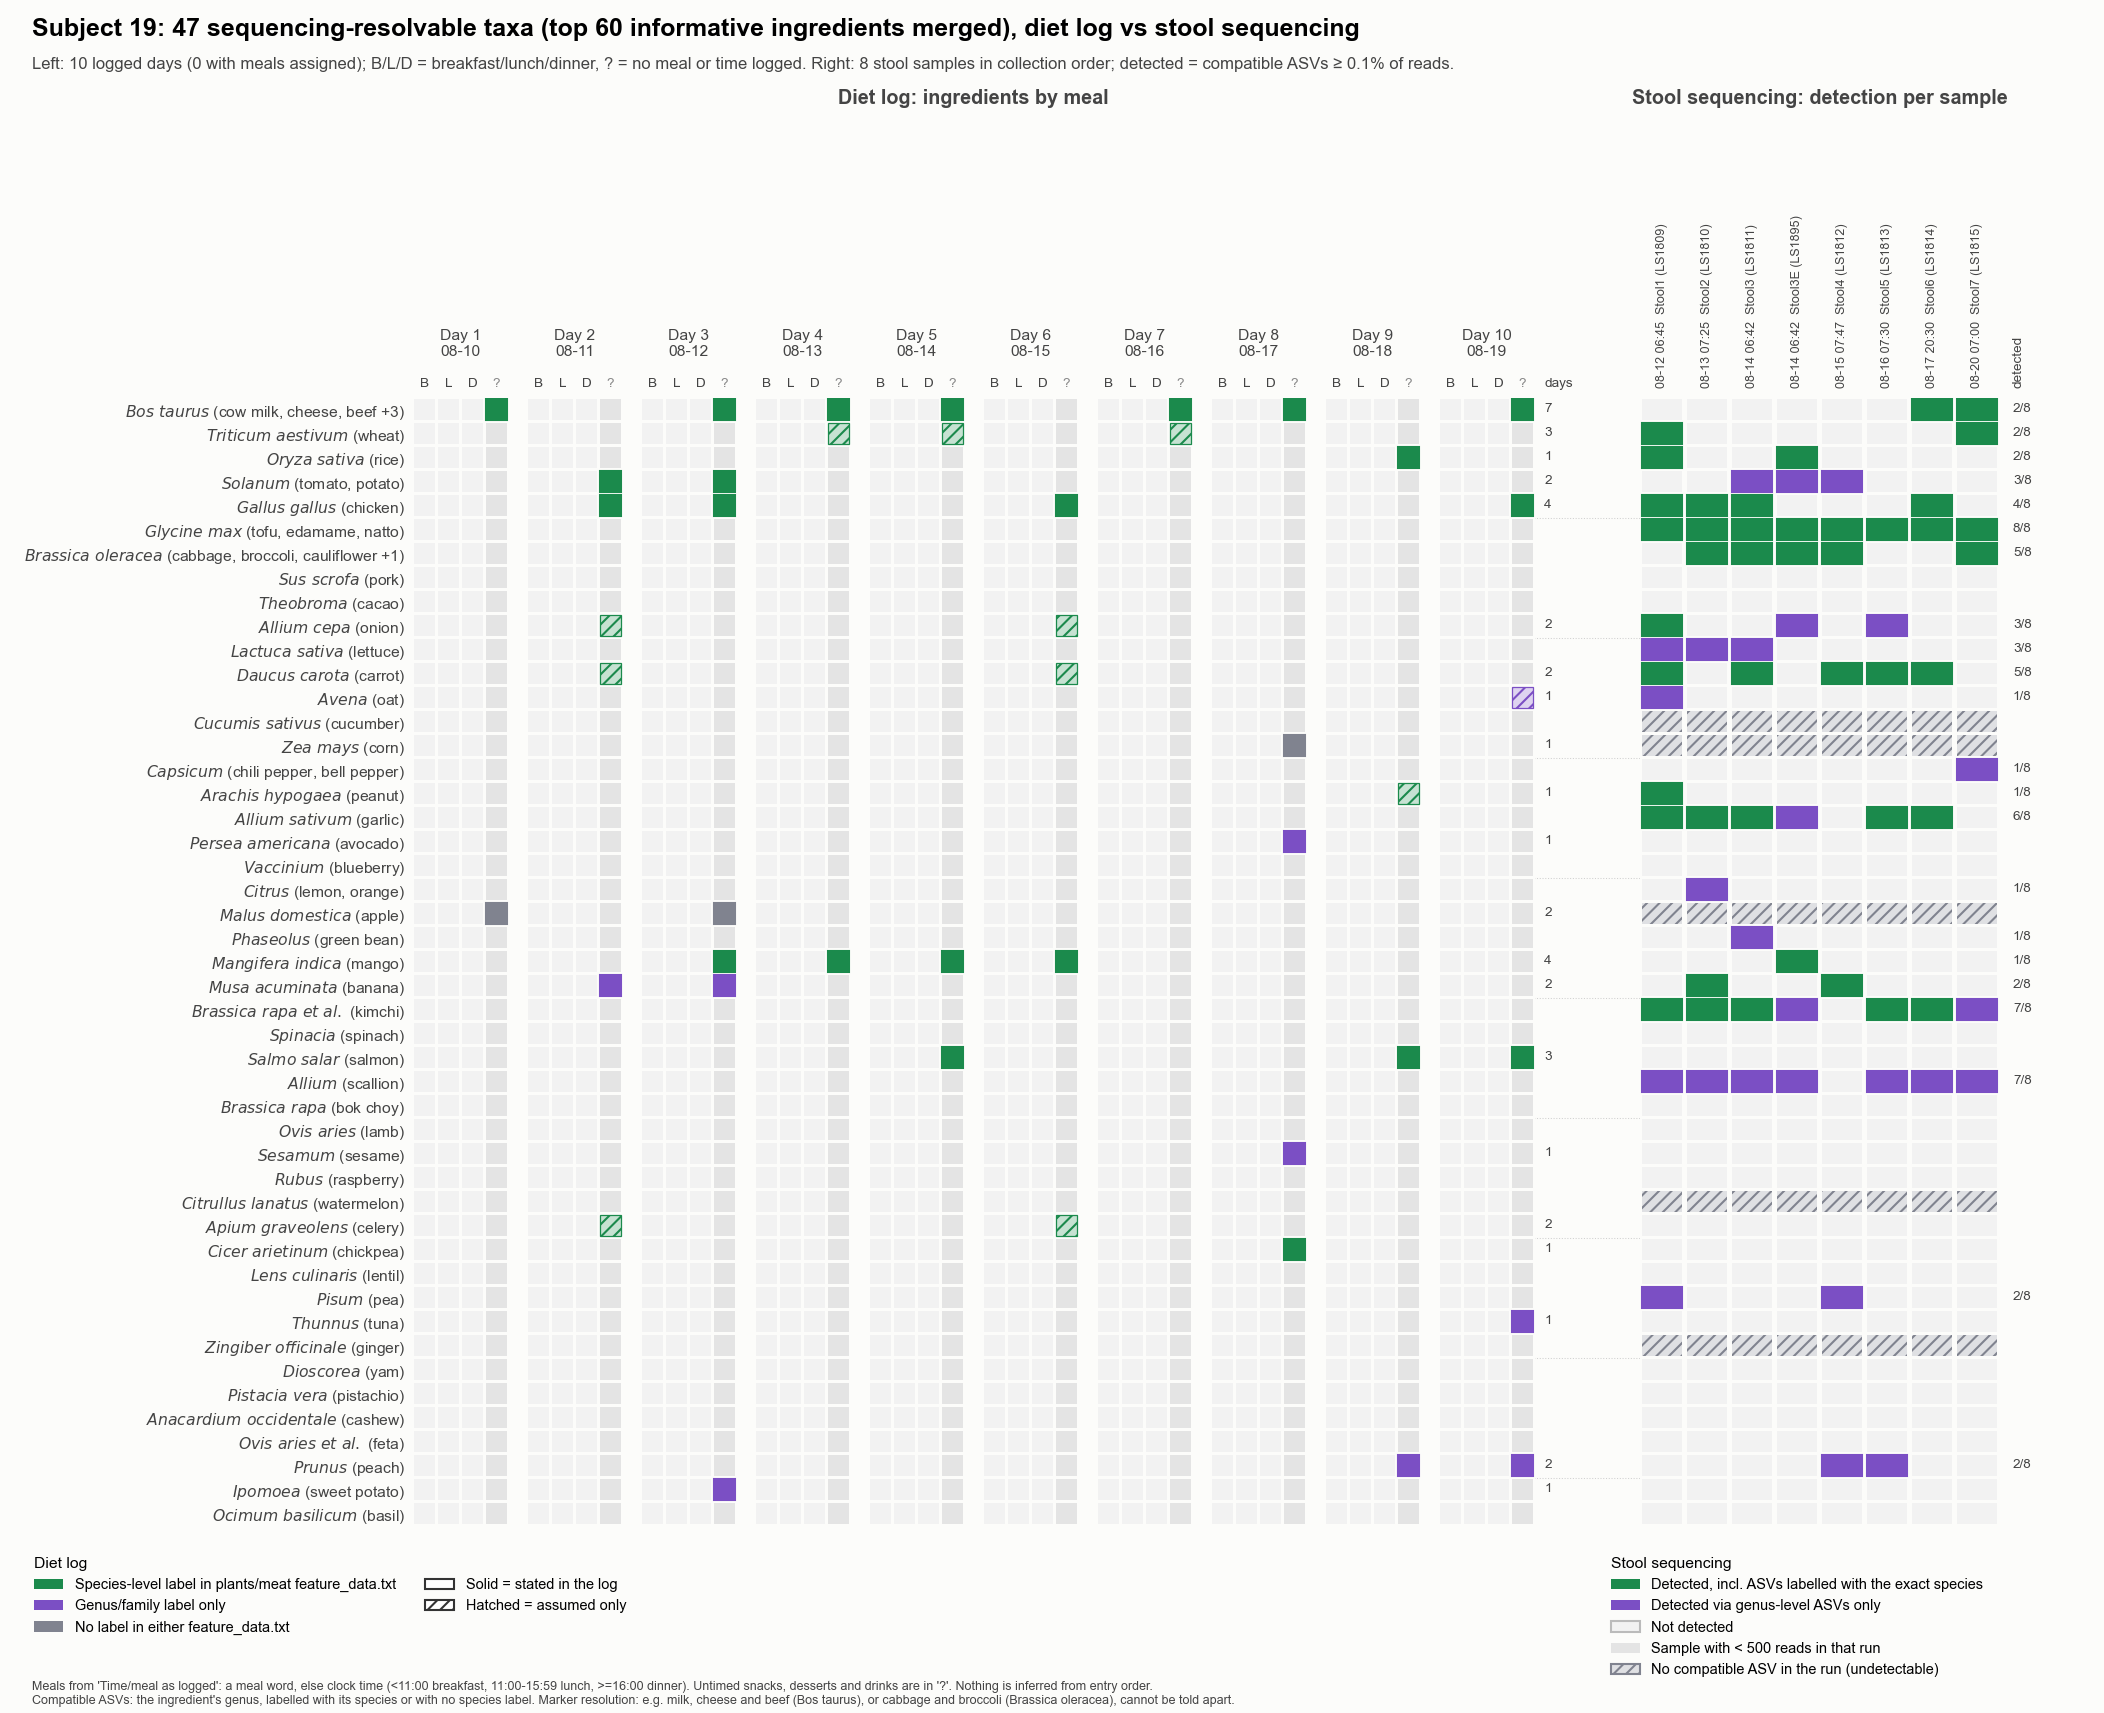 Subject 19: 47 sequencing-resolvable taxa (top 60 informative ingredients merged), diet log vs stool sequencing
Left: 10 logged days (0 with meals assigned); B/L/D = breakfast/lunch/dinner, ? = no meal or time logged. Right: 8 stool samples in collection order; detected = compatible ASVs ≥ 0.1% of reads.
Diet log: ingredients by meal
Stool sequencing: detection per sample
Day 1 Day 2 Day 3 Day 4 Day 5 Day 6 Day 7 Day 8 Day 9 Day 10
08-10 08-11 08-12 08-13 08-14 08-15 08-16 08-17 08-18 08-19
B L D ? B L D ? B L D ? B L D ? B L D ? B L D ? B L D ? B L D ? B L D ? B L D ? days
08-12 06:45 Stool1 (LS1809)
08-13 07:25 Stool2 (LS1810)
08-14 06:42 Stool3 (LS1811)
08-14 06:42 Stool3E (LS1895)
08-15 07:47 Stool4 (LS1812)
08-16 07:30 Stool5 (LS1813)
08-17 20:30 Stool6 (LS1814)
08-20 07:00 Stool7 (LS1815)
detected
Bos taurus (cow milk, cheese, beef +3) 7 2/8
Triticum aestivum (wheat) 3 2/8
Oryza sativa (rice) 1 2/8
Solanum (tomato, potato) 2 3/8
Gallus gallus (chicken) 4 4/8
Glycine max (tofu, edamame, natto) 8/8
Brassica oleracea (cabbage, broccoli, cauliflower +1) 5/8
Sus scrofa (pork)
Theobroma (cacao)
Allium cepa (onion) 2 3/8
Lactuca sativa (lettuce) 3/8
Daucus carota (carrot) 2 5/8
Avena (oat) 1 1/8
Cucumis sativus (cucumber)
Zea mays (corn) 1
Capsicum (chili pepper, bell pepper) 1/8
Arachis hypogaea (peanut) 1 1/8
Allium sativum (garlic) 6/8
Persea americana (avocado) 1
Vaccinium (blueberry)
Citrus (lemon, orange) 1/8
Malus domestica (apple) 2
Phaseolus (green bean) 1/8
Mangifera indica (mango) 4 1/8
Musa acuminata (banana) 2 2/8
Brassica rapa et al. (kimchi) 7/8
Spinacia (spinach)
Salmo salar (salmon) 3
Allium (scallion) 7/8
Brassica rapa (bok choy)
Ovis aries (lamb)
Sesamum (sesame) 1
Rubus (raspberry)
Citrullus lanatus (watermelon)
Apium graveolens (celery) 2
Cicer arietinum (chickpea) 1
Lens culinaris (lentil)
Pisum (pea) 2/8
Thunnus (tuna) 1
Zingiber officinale (ginger)
Dioscorea (yam)
Pistacia vera (pistachio)
Anacardium occidentale (cashew)
Ovis aries et al. (feta)
Prunus (peach) 2 2/8
Ipomoea (sweet potato) 1
Ocimum basilicum (basil)
Diet log
Species-level label in plants/meat feature_data.txt
Genus/family label only
No label in either feature_data.txt
Solid = stated in the log
Hatched = assumed only
Stool sequencing
Detected, incl. ASVs labelled with the exact species
Detected via genus-level ASVs only
Not detected
Sample with < 500 reads in that run
No compatible ASV in the run (undetectable)
Meals from 'Time/meal as logged': a meal word, else clock time (<11:00 breakfast, 11:00-15:59 lunch, >=16:00 dinner). Untimed snacks, desserts and drinks are in '?'. Nothing is inferred from entry order.
Compatible ASVs: the ingredient's genus, labelled with its species or with no species label. Marker resolution: e.g. milk, cheese and beef (Bos taurus), or cabbage and broccoli (Brassica oleracea), cannot be told apart.